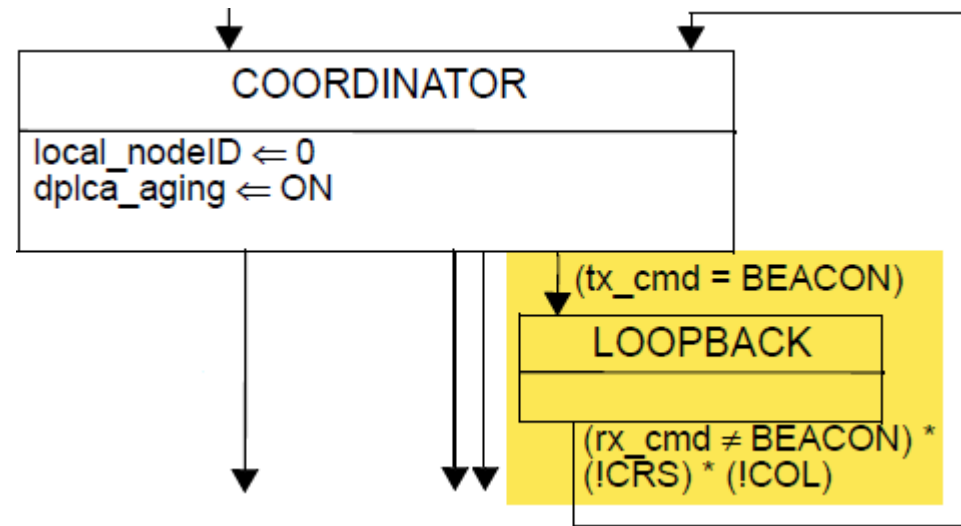 COORDINATOR
local_nodeID ⇐ 0
dplca_aging ⇐ ON
(tx_cmd = BEACON)
LOOPBACK
(rx_cmd ≠ BEACON) *
(!CRS) * (!COL)